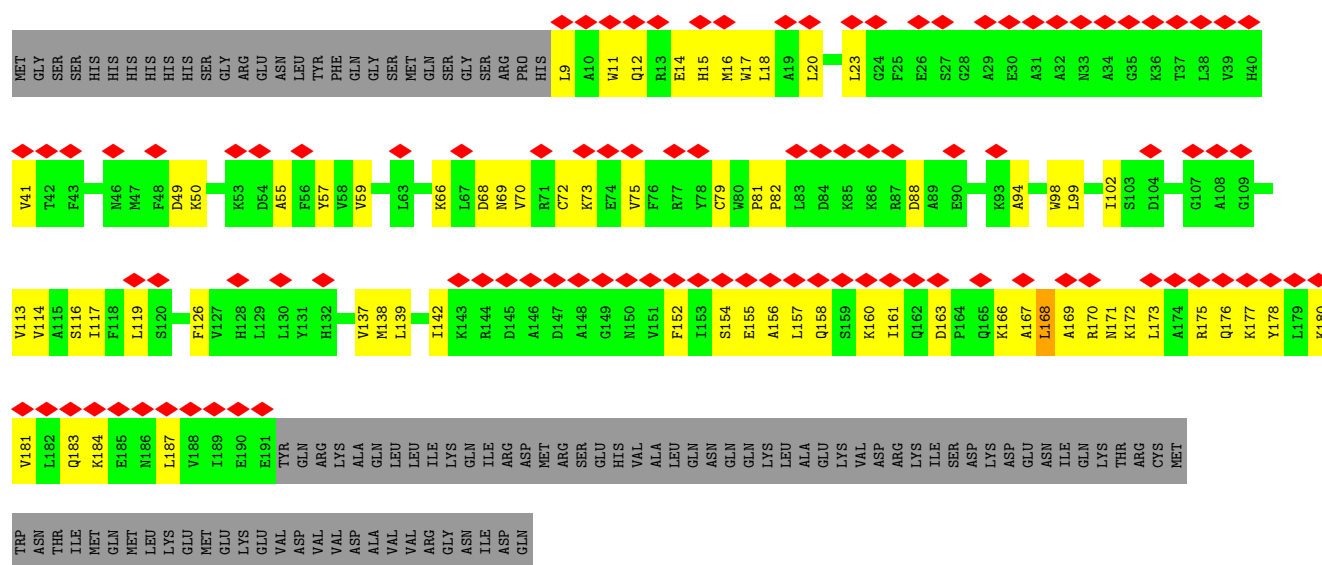 MET GLY SER SER HIS HIS HIS HIS HIS HIS SER GLY ARG GLU ASN LEU TYR PHE GLN GLY SER MET GLN SER GLY SER ARG PRO HIS L9 A10 W11 Q12 R13 E14 H15 M16 W17 L18 A19 L20 L23 G24 F25 E26 S27 G28 A29 E30 A31 A32 N33 A34 G35 K36 T37 L38 V39 H40
V41 T42 F43 N46 M47 F48 D49 K50 K53 D54 A55 F56 Y57 V58 V59 L63 K66 L67 D68 N69 V70 R71 C72 K73 E74 V75 F76 R77 Y78 C79 W80 P81 P82 L83 D84 K85 K86 R87 D88 A89 E90 K93 A94 W98 L99 I102 S103 D104 G107 A108 G109
V113 V114 A115 S116 I117 F118 L119 S120 F126 V127 H128 L129 L130 Y131 H132 V137 M138 L139 I142 K143 R144 D145 A146 D147 A148 G149 N150 V151 F152 I153 S154 E155 A156 L157 Q158 S159 K160 I161 Q162 D163 P164 Q165 K166 A167 L168 A169 R170 N171 K172 L173 A174 R175 Q176 K177 Y178 L179 K180
V181 L182 Q183 K184 E185 N186 L187 V188 I189 E190 E191 TYR GLN ARG LYS ALA GLN LEU LEU ILE LYS GLN ILE ARG ASP MET ARG SER GLU HIS VAL ALA LEU GLN ASN GLN GLN LYS LEU ALA GLU LYS VAL ASP ARG LYS ILE SER ASP LYS ASP GLU ASN ILE GLN LYS THR ARG CYS MET
TRP ASN THR ILE MET GLN MET LEU LYS GLU MET GLU LYS GLU VAL ASP VAL VAL ASP ALA VAL VAL ARG GLY ASN ILE ASP GLN